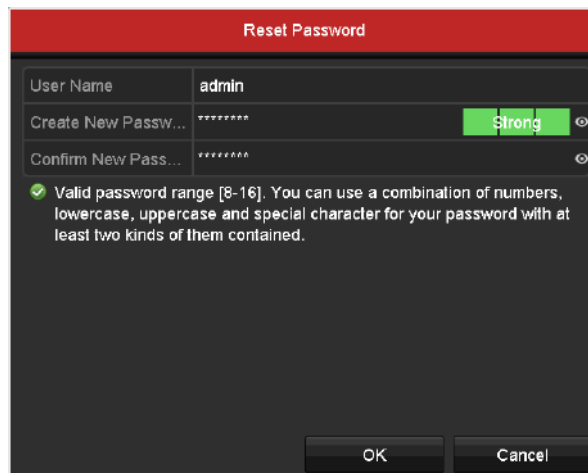 Reset Password
User Name admin
Create New Passw... ******** Strong
Confirm New Pass... ********
Valid password range [8-16]. You can use a combination of numbers,
lowercase, uppercase and special character for your password with at
least two kinds of them contained.
OK Cancel